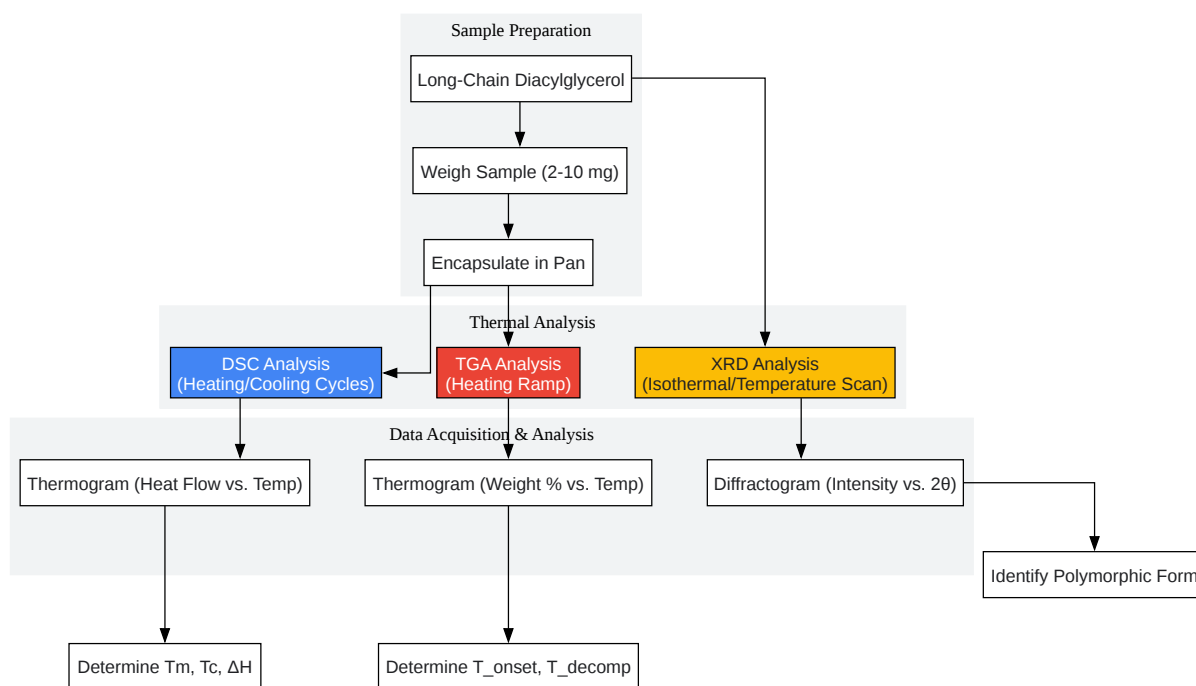 Sample Preparation
Long-Chain Diacylglycerol
Weigh Sample (2-10 mg)
Encapsulate in Pan
Thermal Analysis
DSC Analysis
(Heating/Cooling Cycles)
TGA Analysis
(Heating Ramp)
XRD Analysis
(Isothermal/Temperature Scan)
Data Acquisition & Analysis
Thermogram (Heat Flow vs. Temp)
Thermogram (Weight % vs. Temp)
Diffractogram (Intensity vs. 2θ)
Identify Polymorphic Form
Determine Tm, Tc, ΔH
Determine T_onset, T_decomp